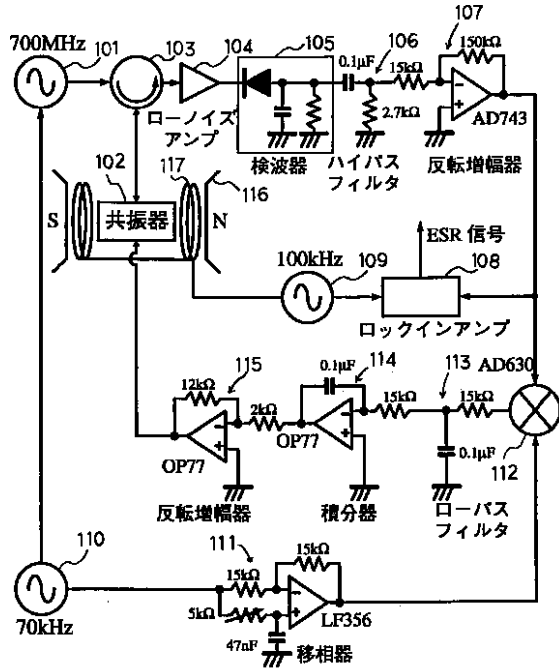 700MHz
101
103
104
105
0.1μF
106
107
150kΩ
15kΩ
2.7kΩ
AD743
ローノイズ
アンプ
検波器
ハイパス
フィルタ
反転増幅器
102
117
116
S
共振器
N
100kHz
109
ESR 信号
108
ロックインアンプ
AD630
12kΩ
115
0.1μF
114
113
15kΩ
15kΩ
2kΩ
OP77
OP77
0.1μF
112
反転増幅器
積分器
ローパス
フィルタ
110
70kHz
111
15kΩ
15kΩ
5kΩ
LF356
47nF
移相器